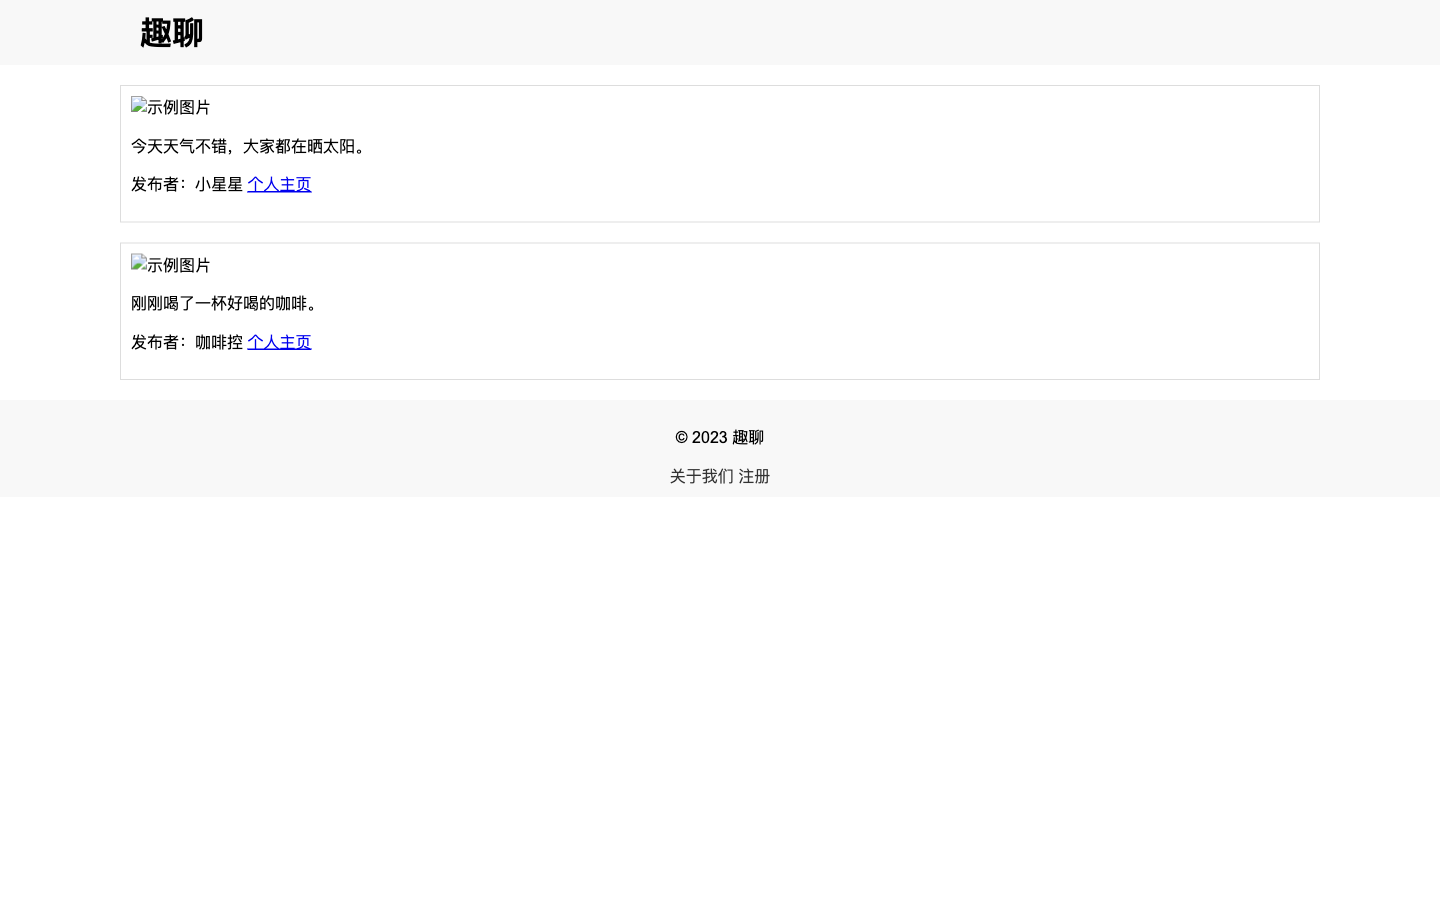 趣聊
示例图片
今天天气不错，大家都在晒太阳。
发布者：小星星 个人主页
示例图片
刚刚喝了一杯好喝的咖啡。
发布者：咖啡控 个人主页
© 2023 趣聊
关于我们 注册